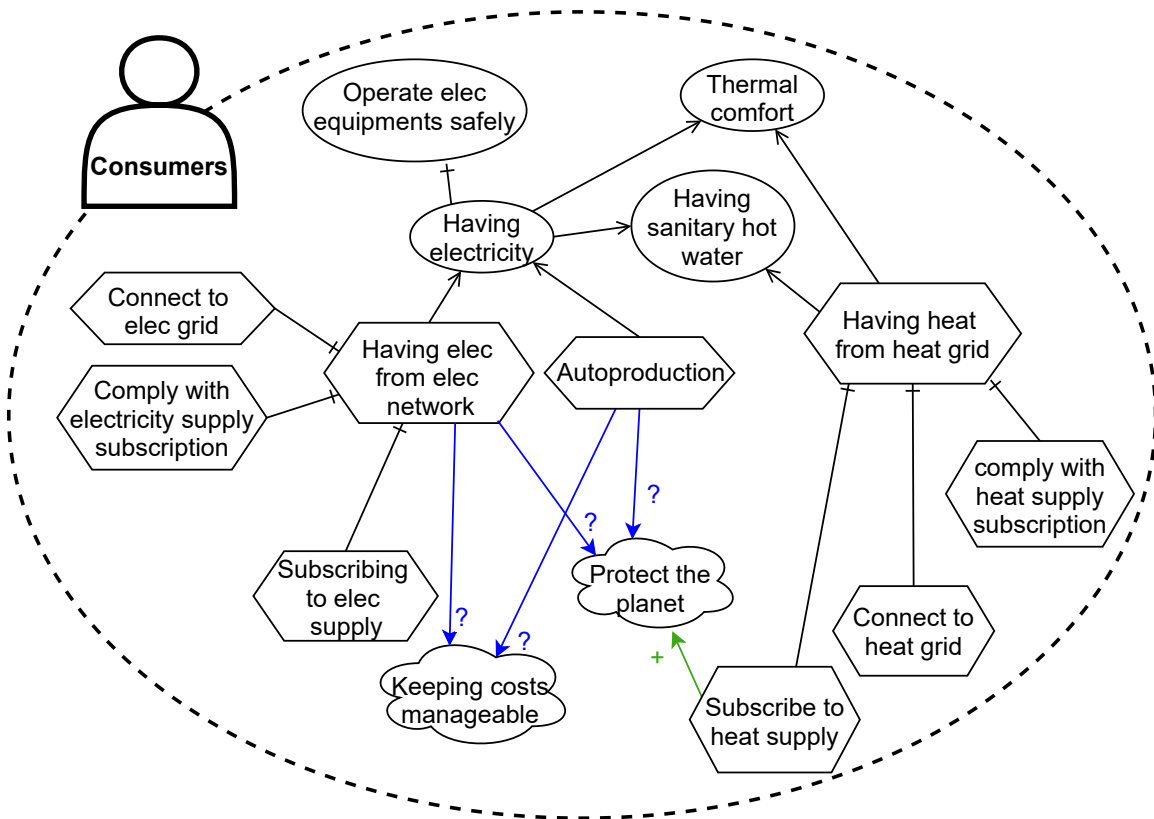 Consumers
Operate elec
equipments safely
Thermal
comfort
Having
electricity
Having
sanitary hot
water
Connect to
elec grid
Having elec
from elec
network
Autoproduction
Having heat
from heat grid
Comply with
electricity supply
subscription
comply with
heat supply
subscription
?
?
Subscribing
to elec
supply
Protect the
planet
Connect to
heat grid
?
?
+
Keeping costs
manageable
Subscribe to
heat supply